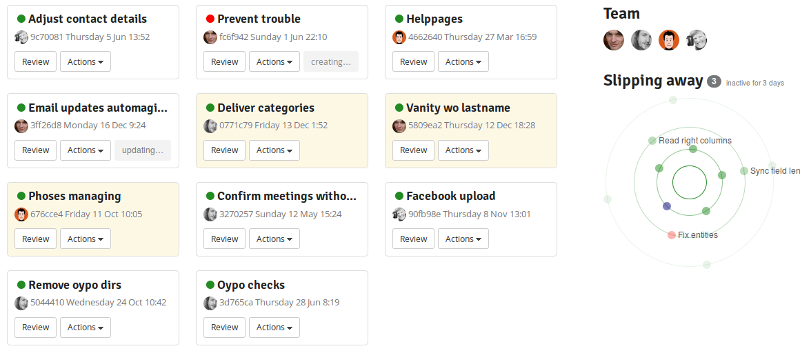 Adjust contact details
9c70081 Thursday 5 Jun 13:52
Review Actions
Prevent trouble
fc6f942 Sunday 1 Jun 22:10
Review Actions creating...
Helppages
4662640 Thursday 27 Mar 16:59
Review Actions
Email updates automagi...
3ff26d8 Monday 16 Dec 9:24
Review Actions updating...
Deliver categories
0771c79 Friday 13 Dec 1:52
Review Actions
Vanity wo lastname
5809ea2 Thursday 12 Dec 18:28
Review Actions
Phoses managing
676cce4 Friday 11 Oct 10:05
Review Actions
Confirm meetings witho...
3270257 Sunday 12 May 15:24
Review Actions
Facebook upload
90fb98e Thursday 8 Nov 13:01
Review Actions
Remove oypo dirs
5044410 Wednesday 24 Oct 10:42
Review Actions
Oypo checks
3d765ca Thursday 28 Jun 8:19
Review Actions
Team
Slipping away 3 Inactive for 3 days
Read right columns
Sync field len
Fix entities